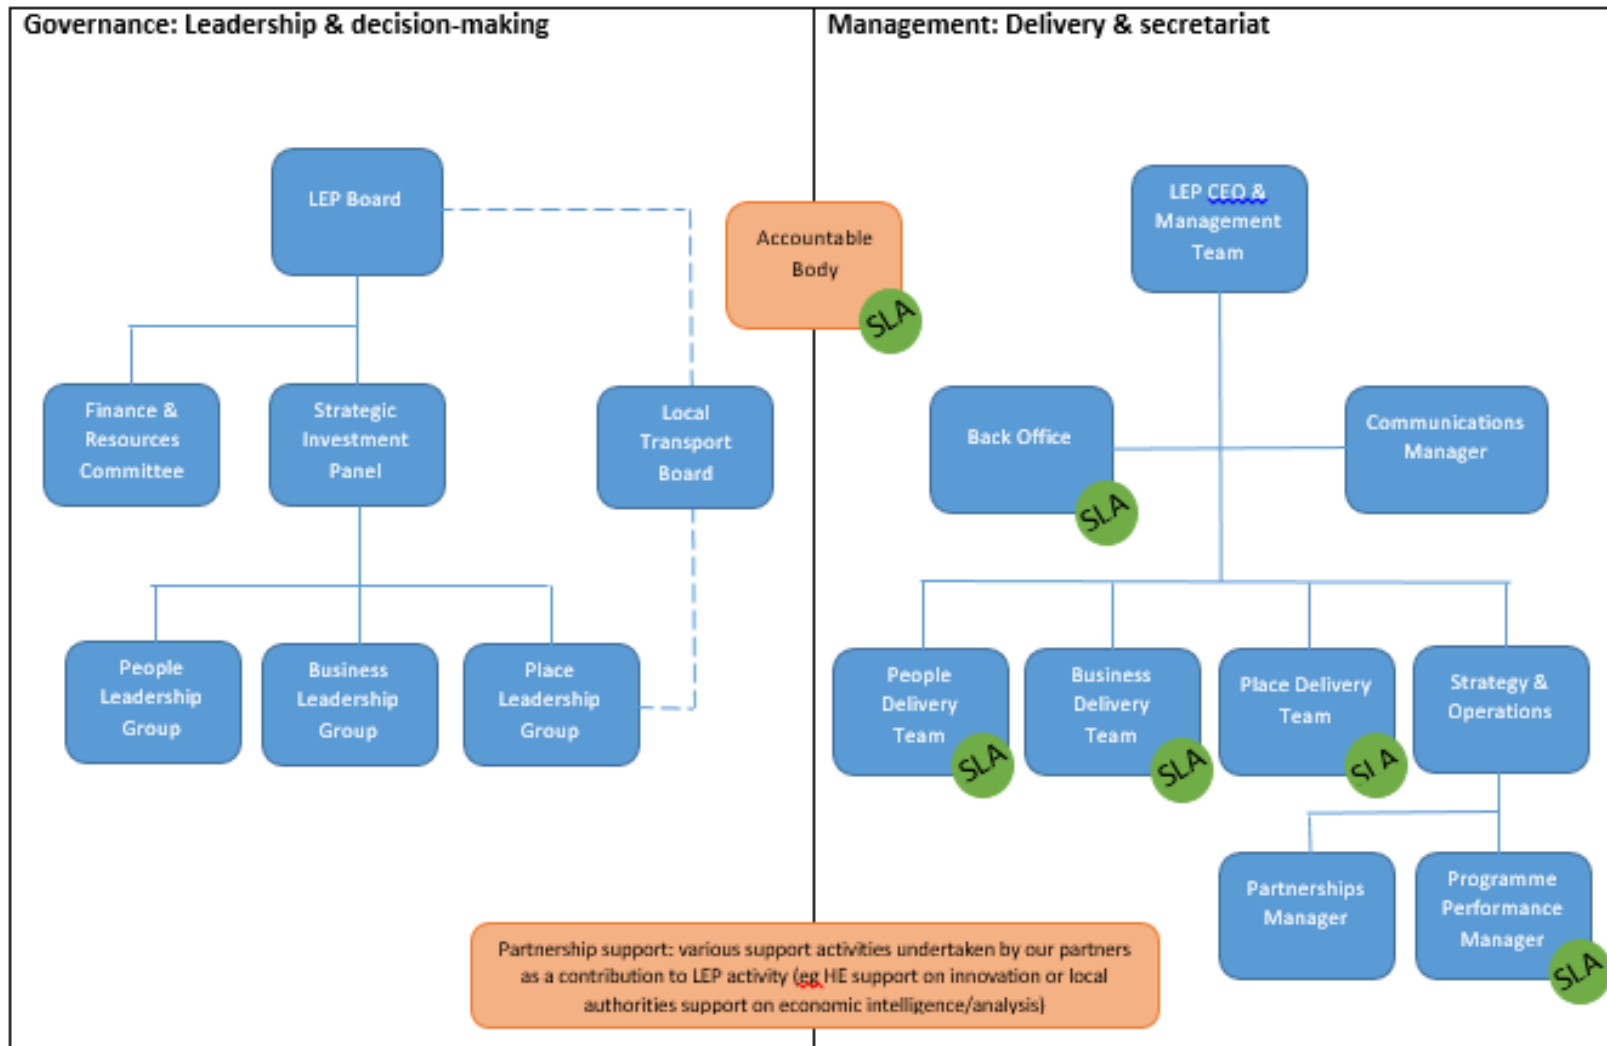 Governance: Leadership & decision-making
Management: Delivery & secretariat
LEP Board
Accountable
Body
SLA
LEP CEO &
Management
Team
Finance &
Resources
Committee
Strategic
Investment
Panel
Local
Transport
Board
Back Office
SLA
Communications
Manager
People
Leadership
Group
Business
Leadership
Group
Place
Leadership
Group
People
Delivery
Team
SLA
Business
Delivery
Team
SLA
Place Delivery
Team
SLA
Strategy &
Operations
Partnerships
Manager
Programme
Performance
Manager
SLA
Partnership support: various support activities undertaken by our partners
as a contribution to LEP activity (eg HE support on innovation or local
authorities support on economic intelligence/analysis)